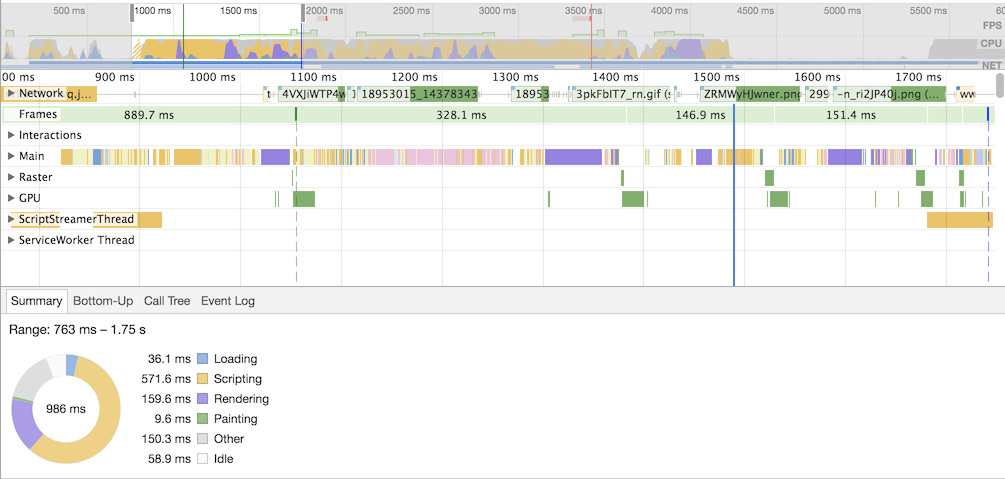 500 ms 1000 ms 1500 ms 2000 ms 2500 ms 3000 ms 3500 ms 4000 ms 4500 ms 5000 ms 5500 ms 60
FPS
CPU
NET
00 ms 900 ms 1000 ms 1100 ms 1200 ms 1300 ms 1400 ms 1500 ms 1600 ms 1700 ms
Network q,j... t 4VXJiWTP4w 1 18953015_14378343 18953 3pkFbIT7_rn.gif (s ZRMWyHJwner.png 299 -n_ri2JP40j.png (... ww
Frames 889.7 ms 328.1 ms 146.9 ms 151.4 ms
Interactions
Main
Raster
GPU
ScriptStreamerThread
ServiceWorker Thread
Summary Bottom-Up Call Tree Event Log
Range: 763 ms – 1.75 s
986 ms
36.1 ms Loading
571.6 ms Scripting
159.6 ms Rendering
9.6 ms Painting
150.3 ms Other
58.9 ms Idle